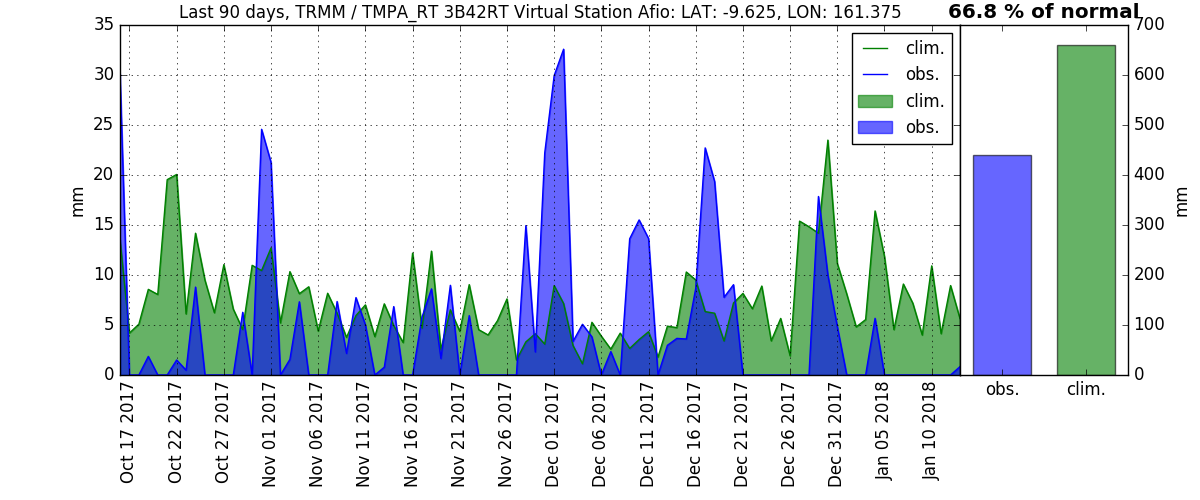 Last 90 days, TRMM / TMPA_RT 3B42RT Virtual Station Afio: LAT: -9.625, LON: 161.375
66.8 % of normal
35
30
25
20
15
10
5
0
mm
clim.
obs.
clim.
obs.
Oct 17 2017
Oct 22 2017
Oct 27 2017
Nov 01 2017
Nov 06 2017
Nov 11 2017
Nov 16 2017
Nov 21 2017
Nov 26 2017
Dec 01 2017
Dec 06 2017
Dec 11 2017
Dec 16 2017
Dec 21 2017
Dec 26 2017
Dec 31 2017
Jan 05 2018
Jan 10 2018
700
600
500
400
300
200
100
0
mm
obs.
clim.